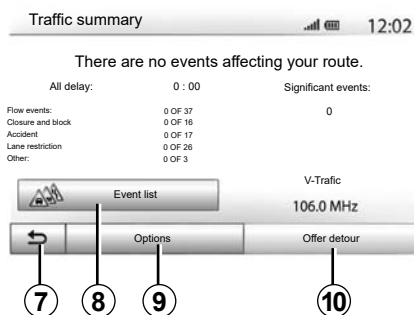 Traffic summary 12:02
There are no events affecting your route.
All delay: 0 : 00 Significant events:
Flow events: 0 OF 37 0
Closure and block 0 OF 16
Accident 0 OF 17
Lane restriction 0 OF 26
Other: 0 OF 3
V-Trafic
Event list
106.0 MHz
Options Offer detour
7 8 9 10